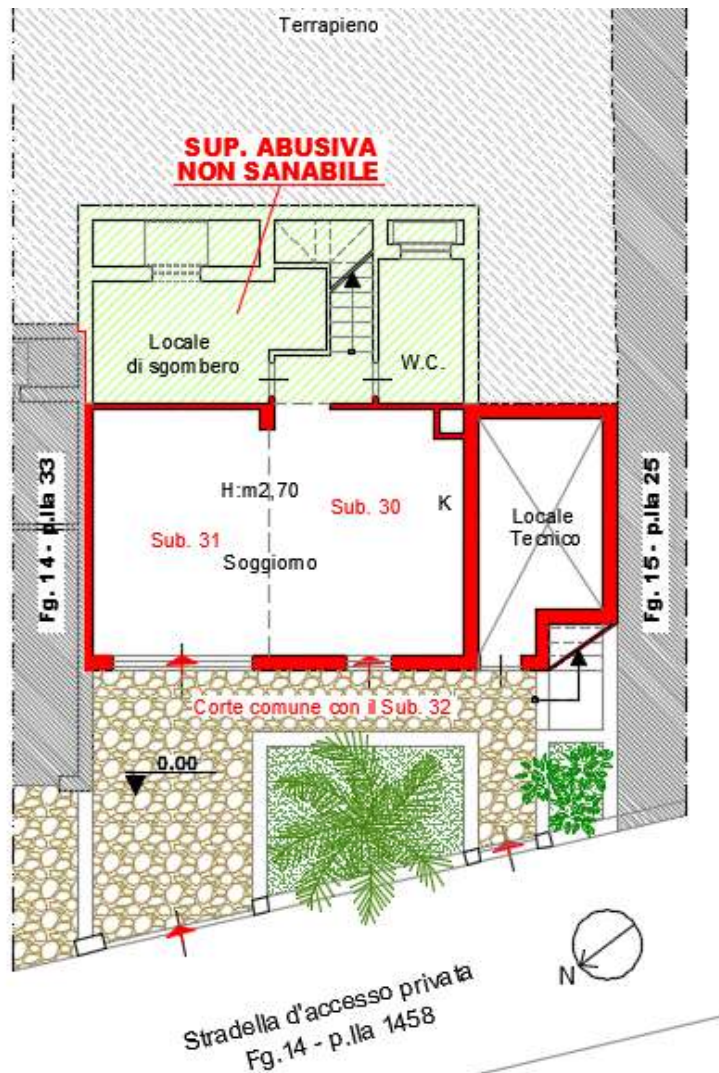 Terrapieno
SUP. ABUSIVA
NON SANABILE
Locale
di sgombero
W.C.
Fg. 14 - p.lla 33
H:m2,70
Sub. 30
K
Sub. 31
Soggiorno
Locale
Tecnico
Fg. 15 - p.lla 25
Corte comune con il Sub. 32
0.00
N
Stradella d'accesso privata
Fg.14 - p.lla 1458